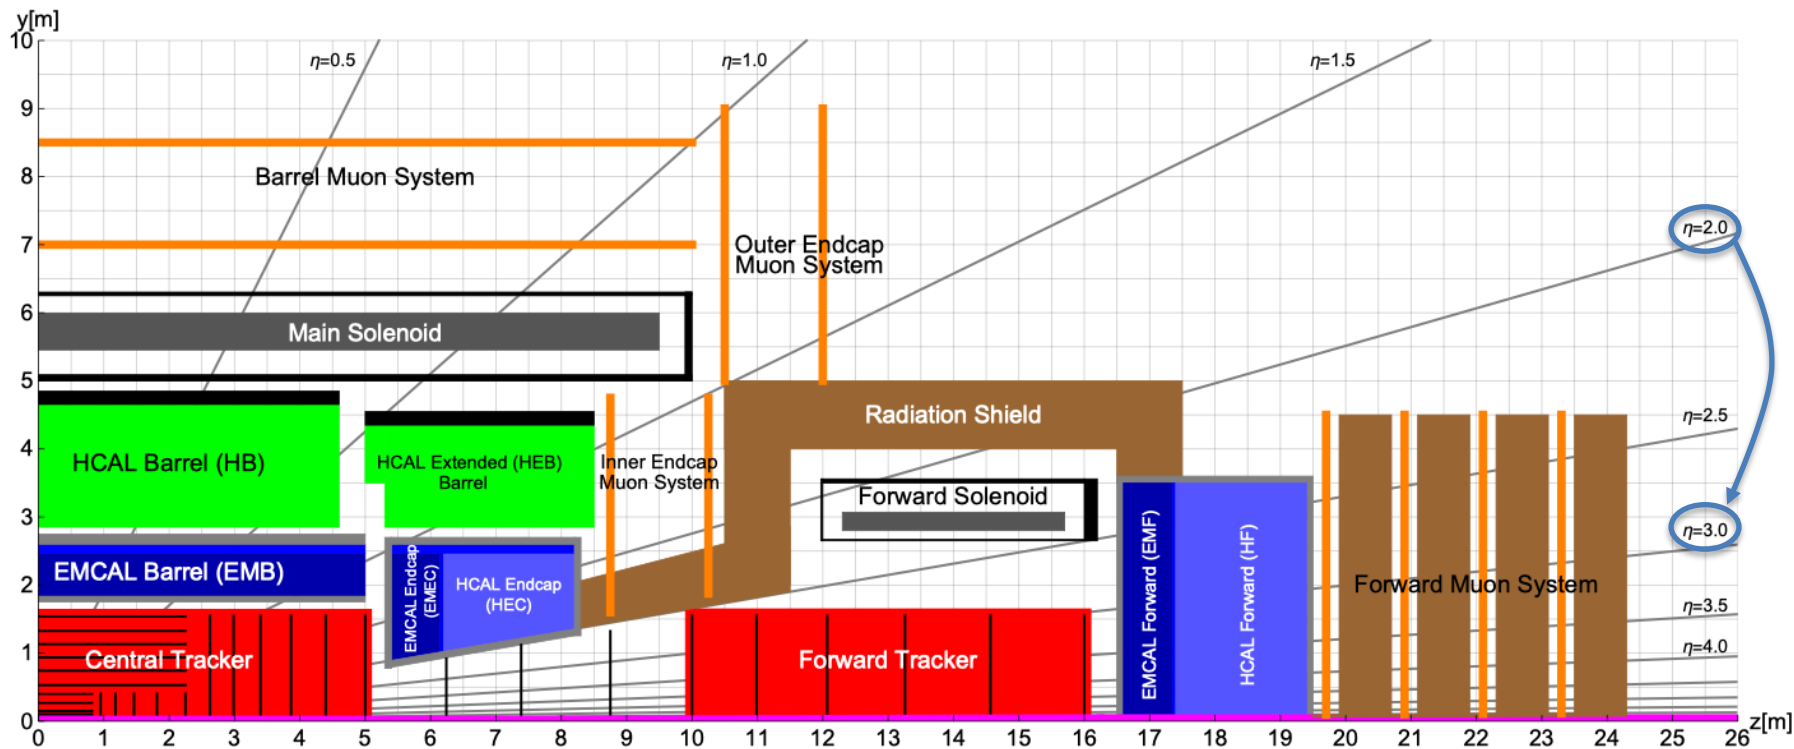 y[m]
10
9
8
7
6
5
4
3
2
1
0
η=0.5
η=1.0
η=1.5
η=2.0
η=2.5
η=3.0
η=3.5
η=4.0
Barrel Muon System
Outer Endcap
Muon System
Main Solenoid
Radiation Shield
HCAL Barrel (HB)
HCAL Extended (HEB)
Barrel
Inner Endcap
Muon System
Forward Solenoid
EMCAL Barrel (EMB)
EMCAL Endcap
(EMEC)
HCAL Endcap
(HEC)
EMCAL Forward (EMF)
HCAL Forward (HF)
Forward Muon System
Central Tracker
Forward Tracker
0 1 2 3 4 5 6 7 8 9 10 11 12 13 14 15 16 17 18 19 20 21 22 23 24 25 26
z[m]